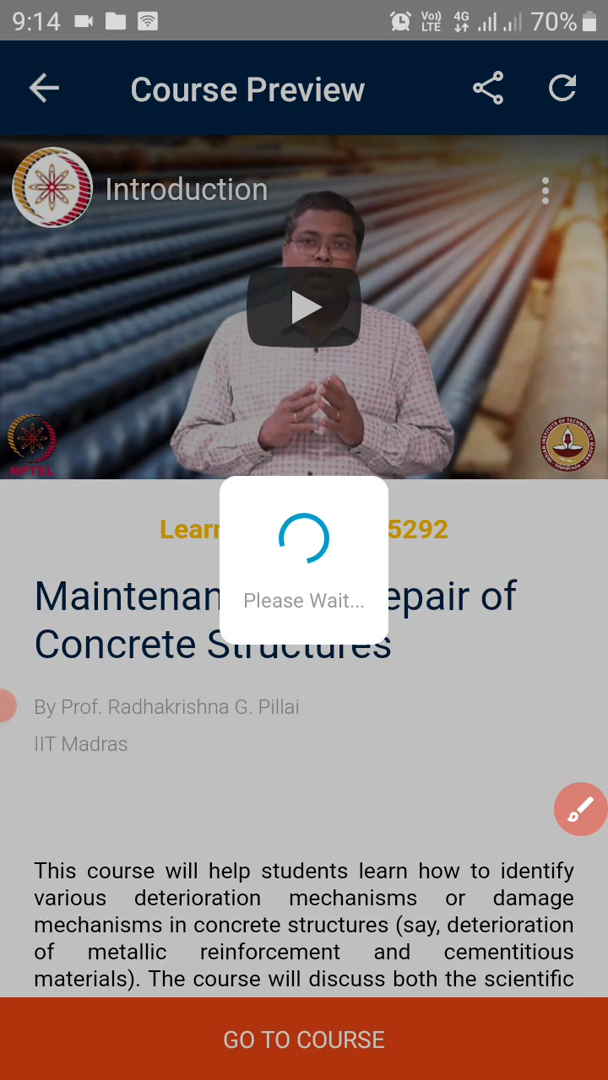 9:14
Vo)) LTE
4G
70%
Course Preview
Introduction
NPTEL
Learn
5292
Please Wait...
epair of
Concrete Structures
By Prof. Radhakrishna G. Pillai
IIT Madras
This course will help students learn how to identify
various deterioration mechanisms or damage
mechanisms in concrete structures (say, deterioration
of metallic reinforcement and cementitious
materials). The course will discuss both the scientific
GO TO COURSE